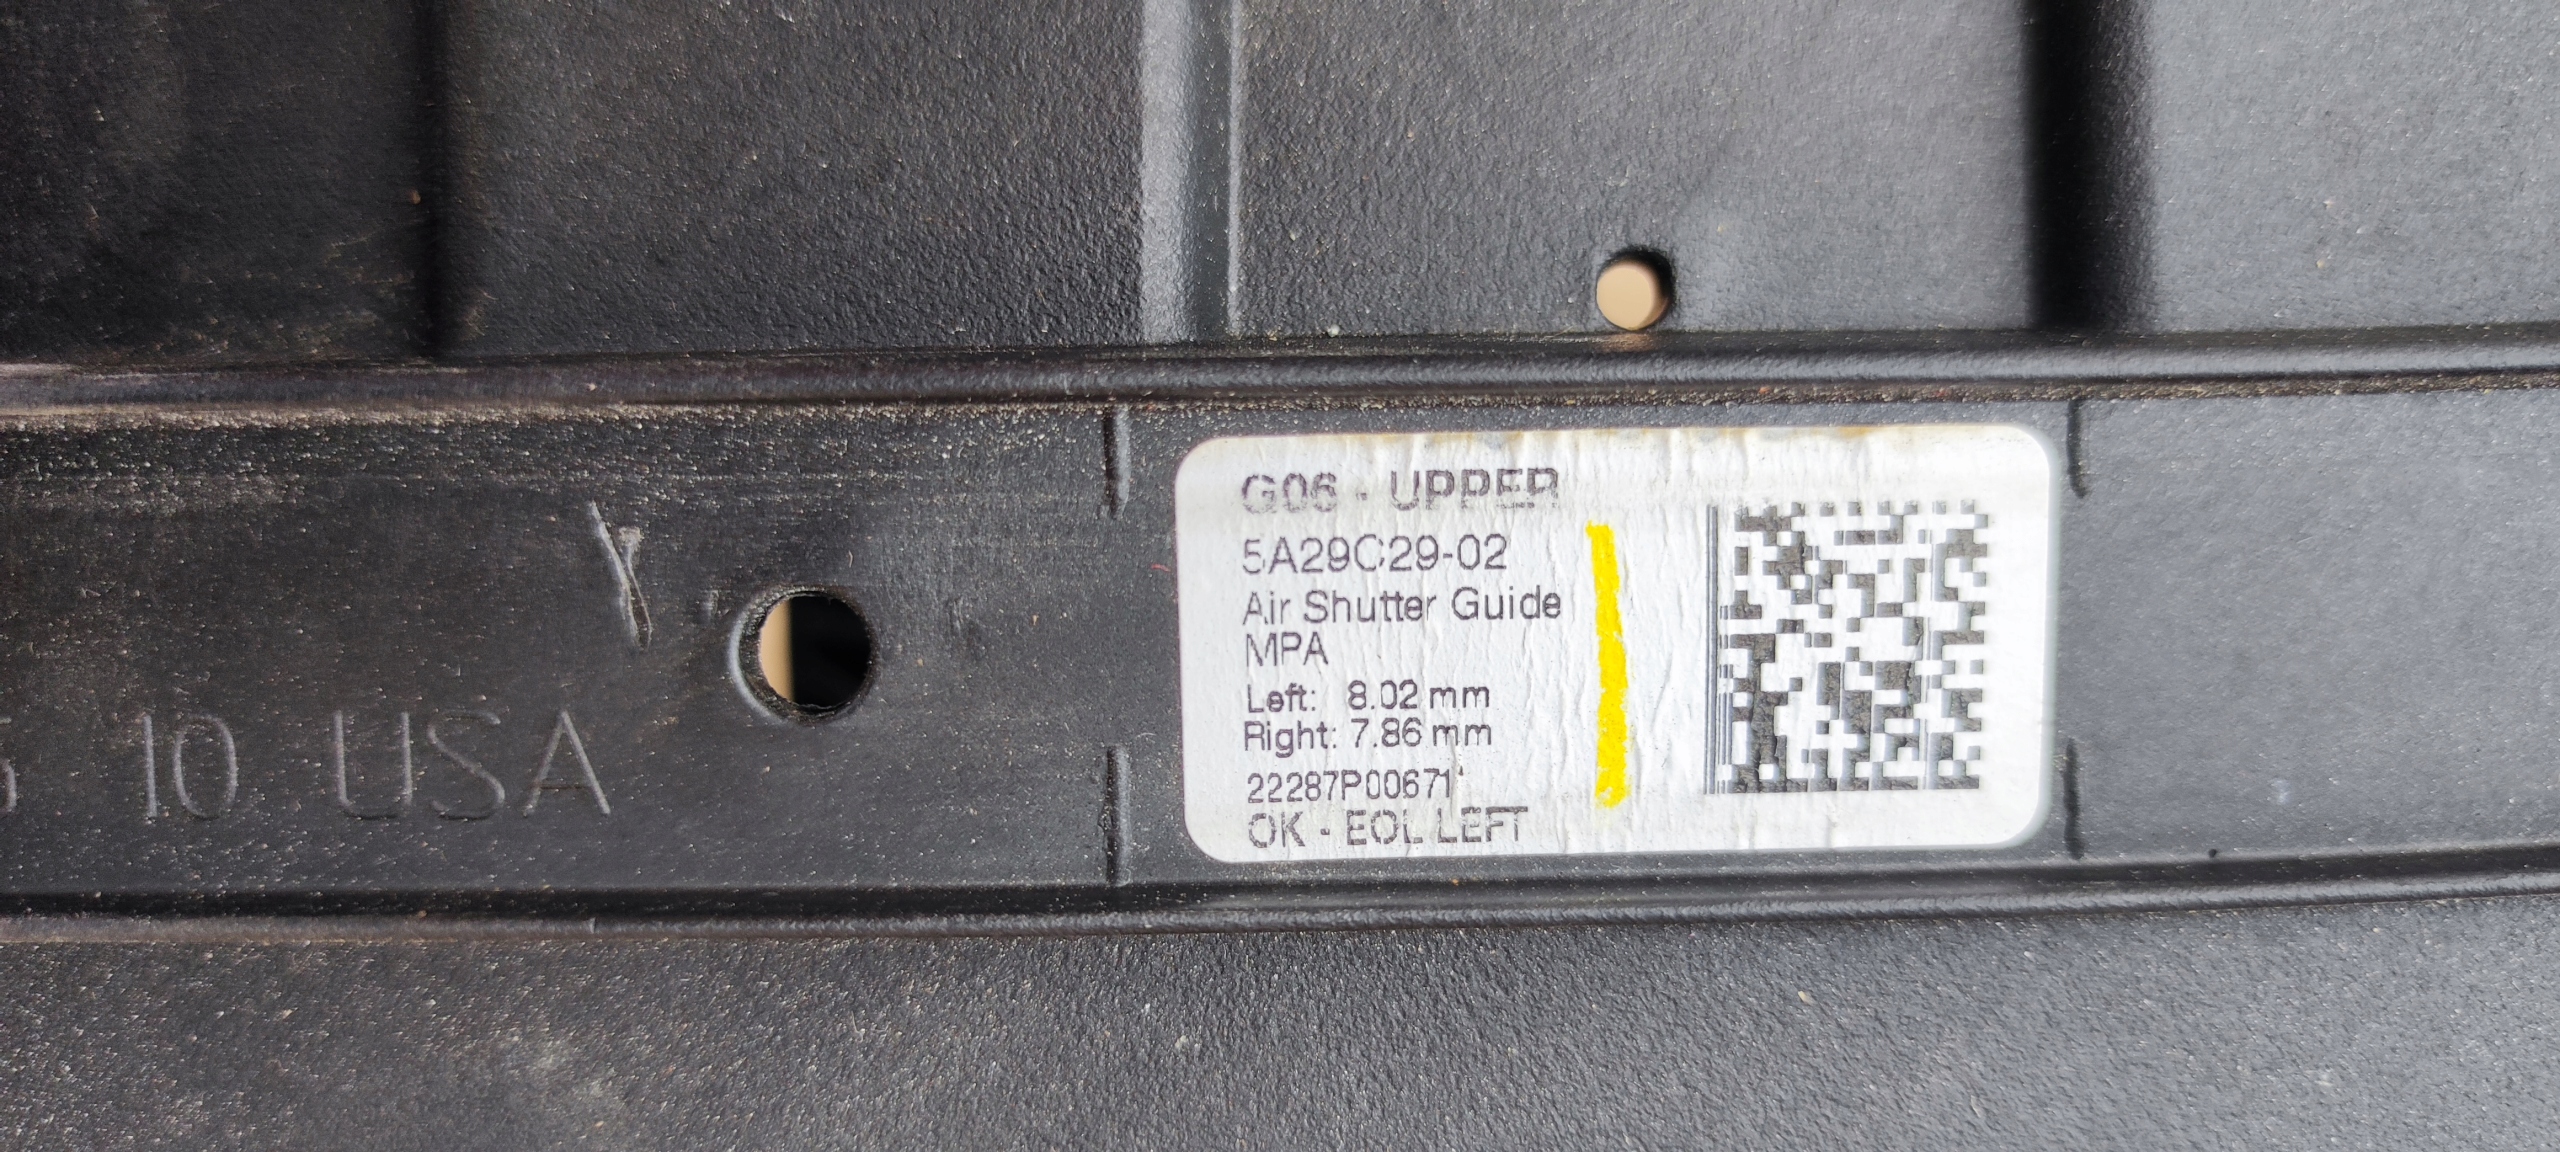 G06 - UPPER
5A29C29-02
Air Shutter Guide
MPA
Left: 8.02 mm
Right: 7.86 mm
22287P00671
OK - EOL LEFT
10 USA